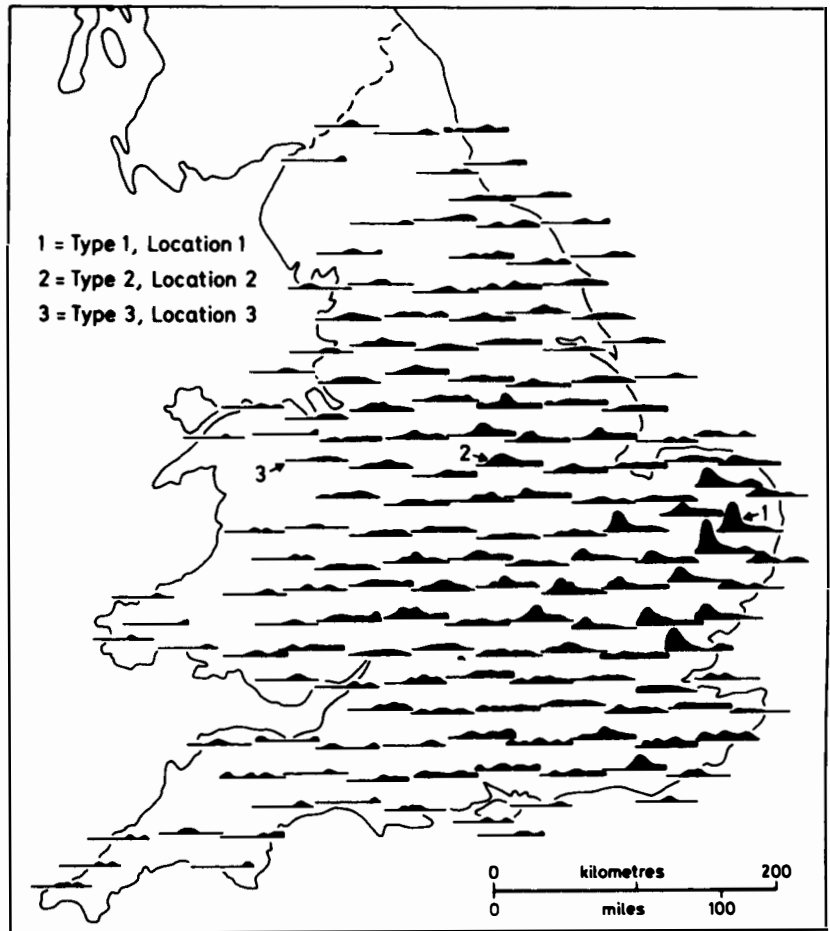 1 = Type 1, Location 1
2 = Type 2, Location 2
3 = Type 3, Location 3
2
3
1
0 kilometres 200
0 miles 100